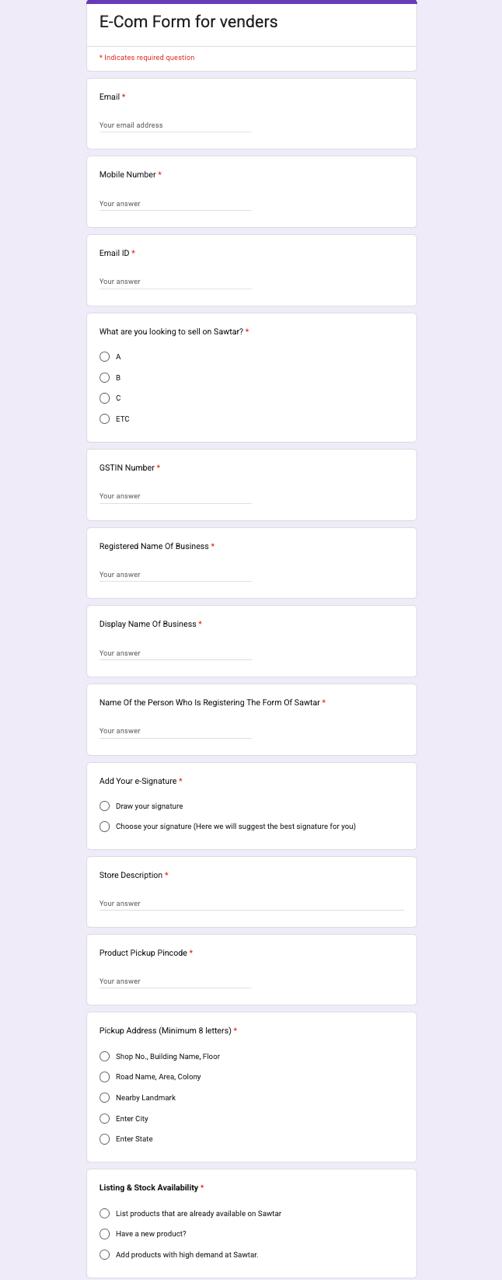 E-Com Form for venders
* Indicates required question
Email *
Your email address
Mobile Number *
Your answer
Email ID *
Your answer
What are you looking to sell on Sawtar? *
A
B
C
ETC
GSTIN Number *
Your answer
Registered Name Of Business *
Your answer
Display Name Of Business *
Your answer
Name Of the Person Who Is Registering The Form Of Sawtar *
Your answer
Add Your e-Signature *
Draw your signature
Choose your signature (Here we will suggest the best signature for you)
Store Description *
Your answer
Product Pickup Pincode *
Your answer
Pickup Address (Minimum 8 letters) *
Shop No., Building Name, Floor
Road Name, Area, Colony
Nearby Landmark
Enter City
Enter State
Listing & Stock Availability *
List products that are already available on Sawtar
Have a new product?
Add products with high demand at Sawtar.